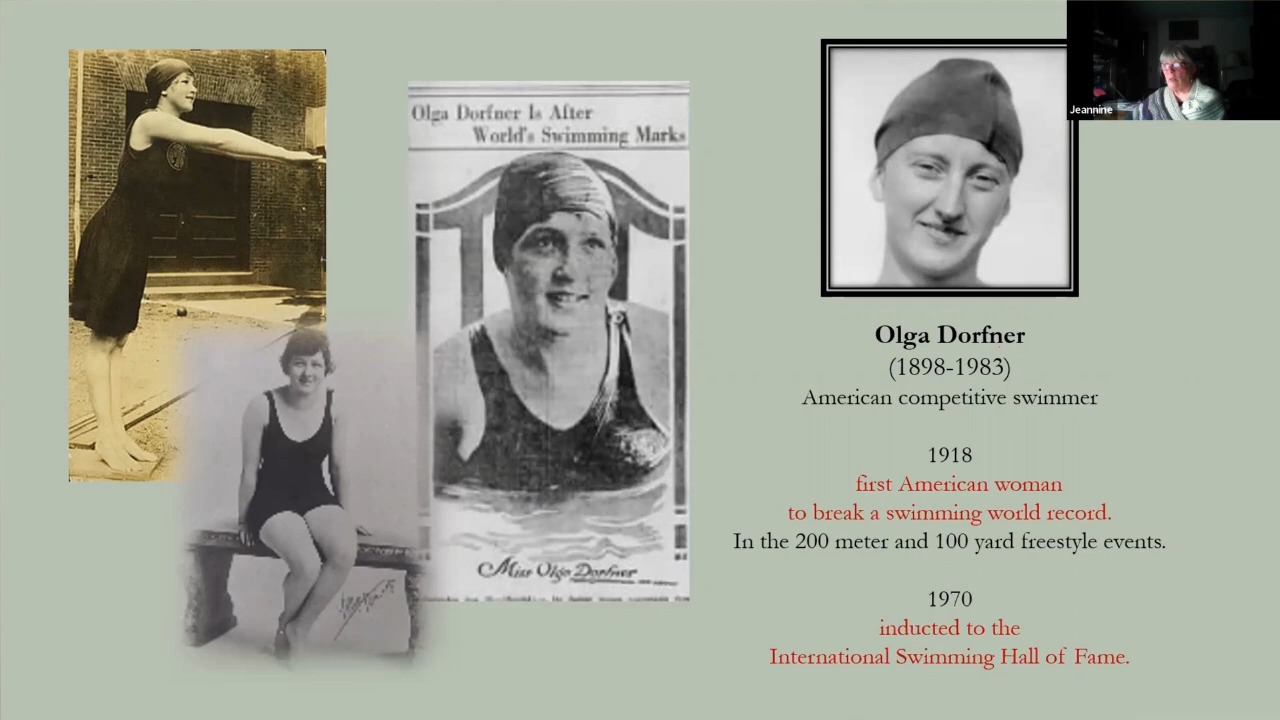 Olga Dorfner Is After
World's Swimming Marks
Miss Olga Dorfner
Jeannine
Olga Dorfner
(1898-1983)
American competitive swimmer
1918
first American woman
to break a swimming world record.
In the 200 meter and 100 yard freestyle events.
1970
inducted to the
International Swimming Hall of Fame.